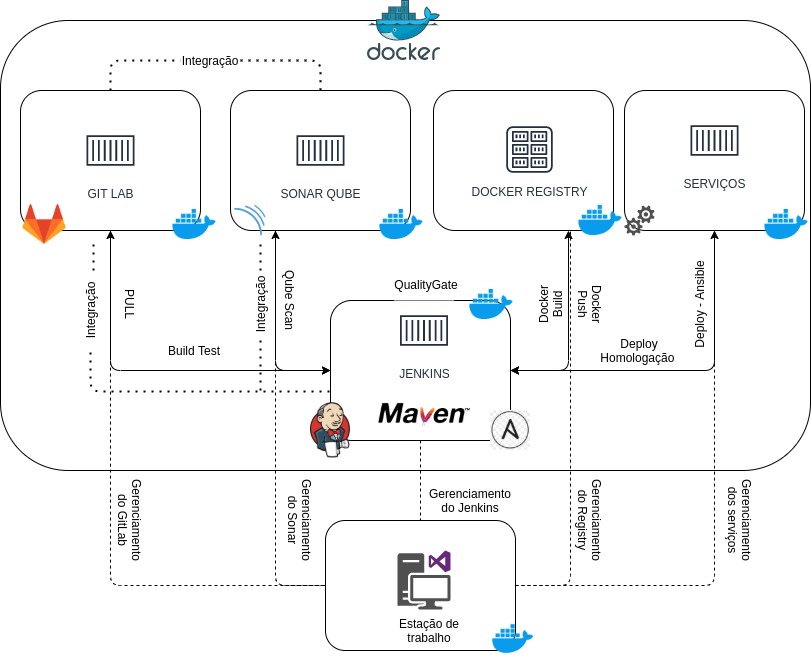 docker
Integração
GIT LAB
SONAR QUBE
DOCKER REGISTRY
SERVIÇOS
Integração
PULL
Integração
Qube Scan
QualityGate
Docker
Build
Docker
Push
Deploy - Ansible
Build Test
JENKINS
Deploy
Homologação
Maven™
A
Gerenciamento
do GitLab
Gerenciamento
do Sonar
Gerenciamento
do Jenkins
Gerenciamento
do Registry
Gerenciamento
dos serviços
Estação de
trabalho